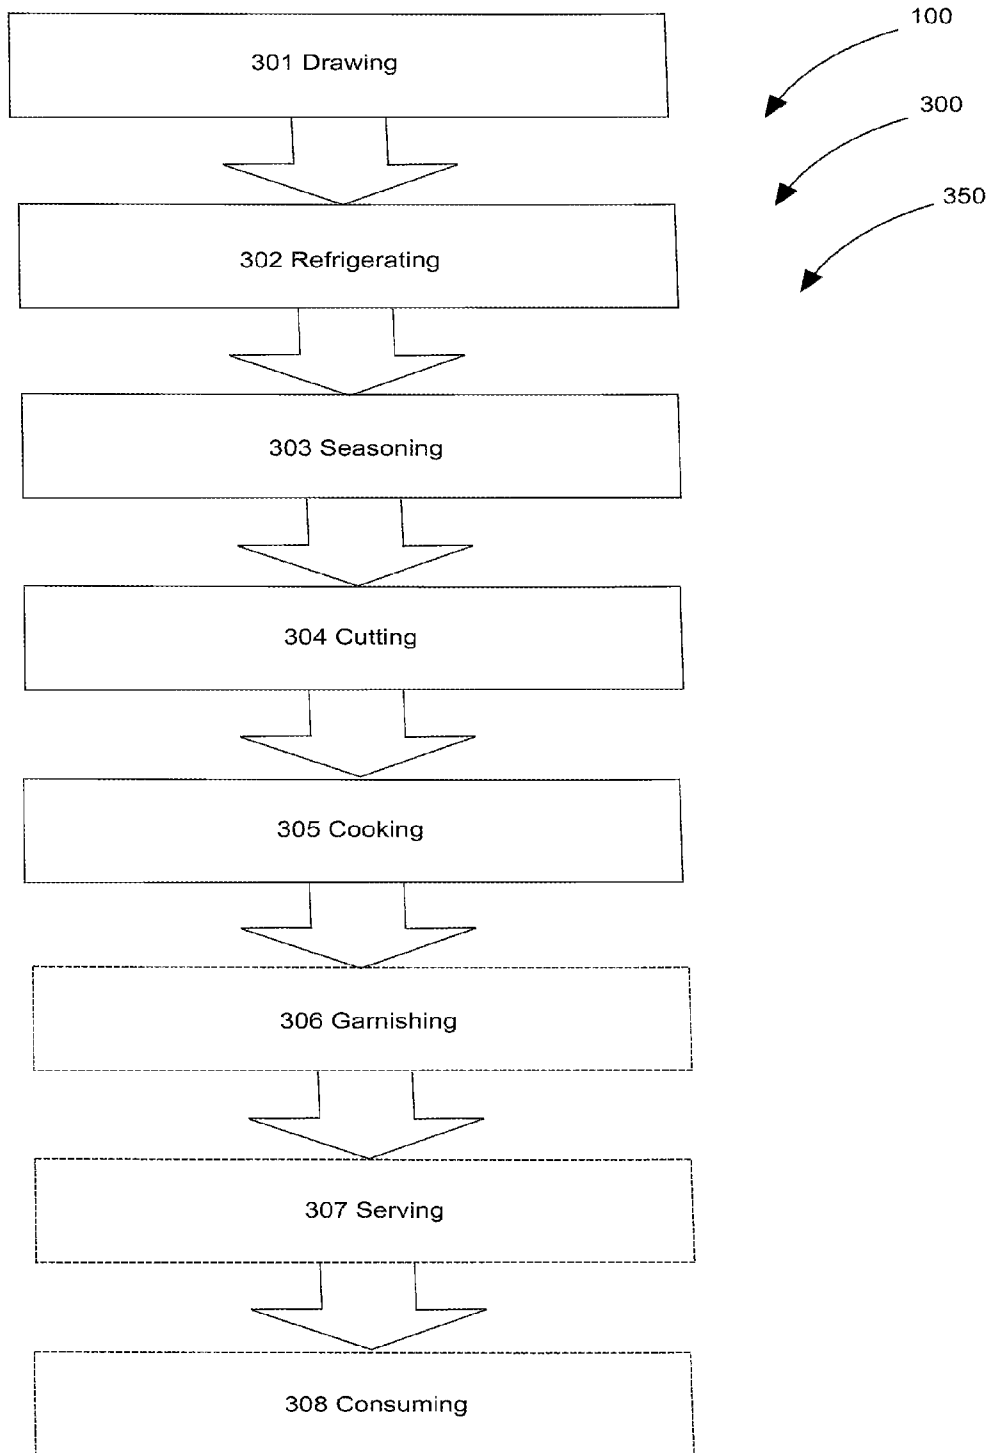 100
301 Drawing
300
350
302 Refrigerating
303 Seasoning
304 Cutting
305 Cooking
306 Garnishing
307 Serving
308 Consuming